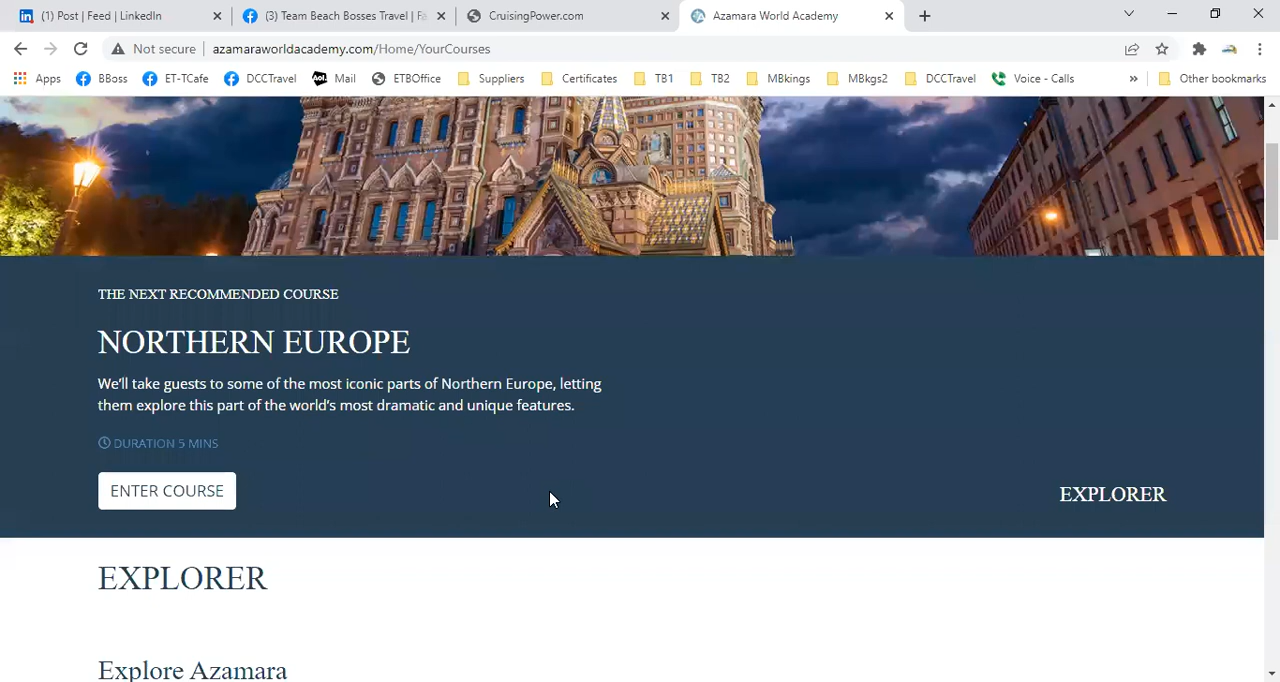 (1) Post | Feed | LinkedIn
(3) Team Beach Bosses Travel | Fa
CruisingPower.com
Azamara World Academy
Not secure
azamaraworldacademy.com/Home/YourCourses
Apps
BBoss
ET-TCafe
DCCTravel
Aol.
Mail
ETBOffice
Suppliers
Certificates
TB1
TB2
MBkings
MBkgs2
DCCTravel
Voice - Calls
»
Other bookmarks
THE NEXT RECOMMENDED COURSE
NORTHERN EUROPE
We'll take guests to some of the most iconic parts of Northern Europe, letting
them explore this part of the world's most dramatic and unique features.
DURATION 5 MINS
ENTER COURSE
EXPLORER
EXPLORER
Explore Azamara